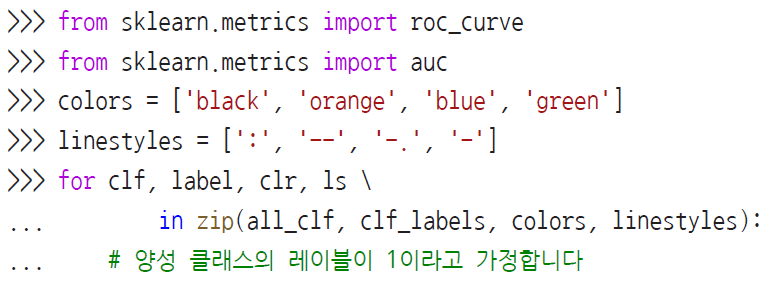 >>> from sklearn.metrics import roc_curve
>>> from sklearn.metrics import auc
>>> colors = ['black', 'orange', 'blue', 'green']
>>> linestyles = [':', '--', '-.', '-']
>>> for clf, label, clr, ls \
...         in zip(all_clf, clf_labels, colors, linestyles):
...     # 양성 클래스의 레이블이 1이라고 가정합니다